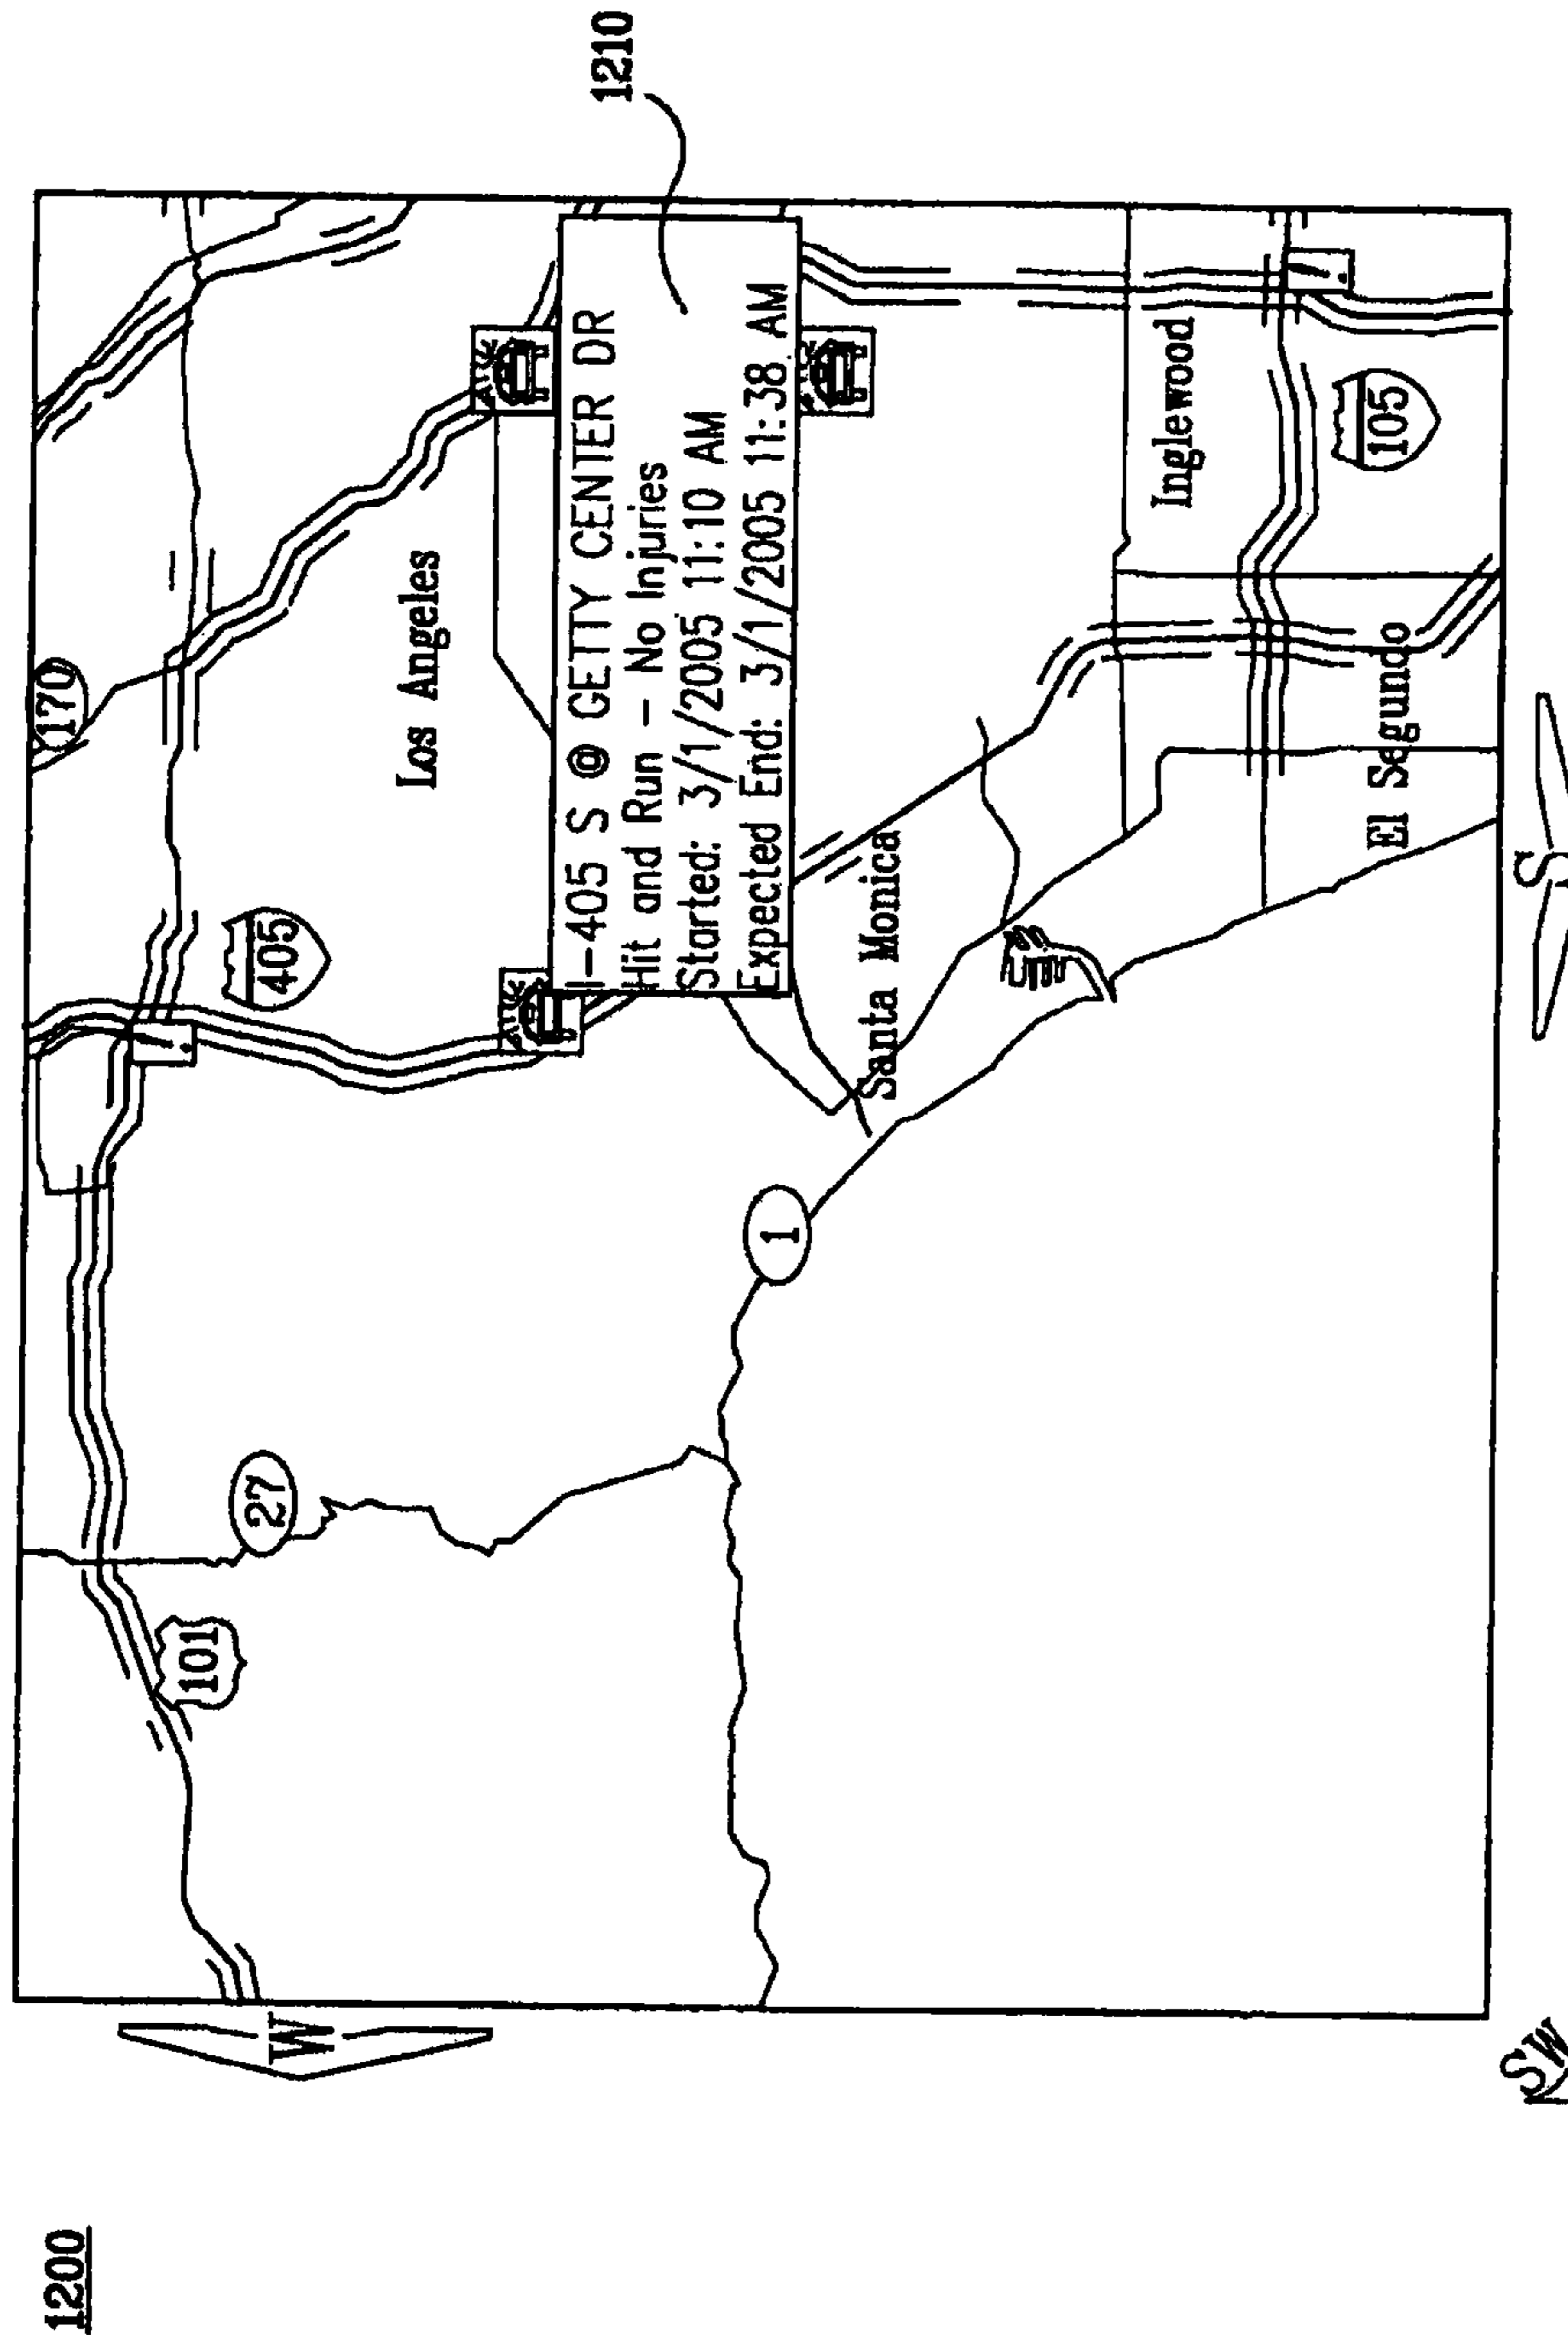 1200
1210
170
405
Los Angeles
27
101
I-405 S @ GETTY CENTER DR
Hit and Run - No Injuries
Started: 3/1/2005 11:10 AM
Expected End: 3/1/2005 11:38 AM
W
1
Santa Monica
Inglewood
105
El Segundo
SW
S